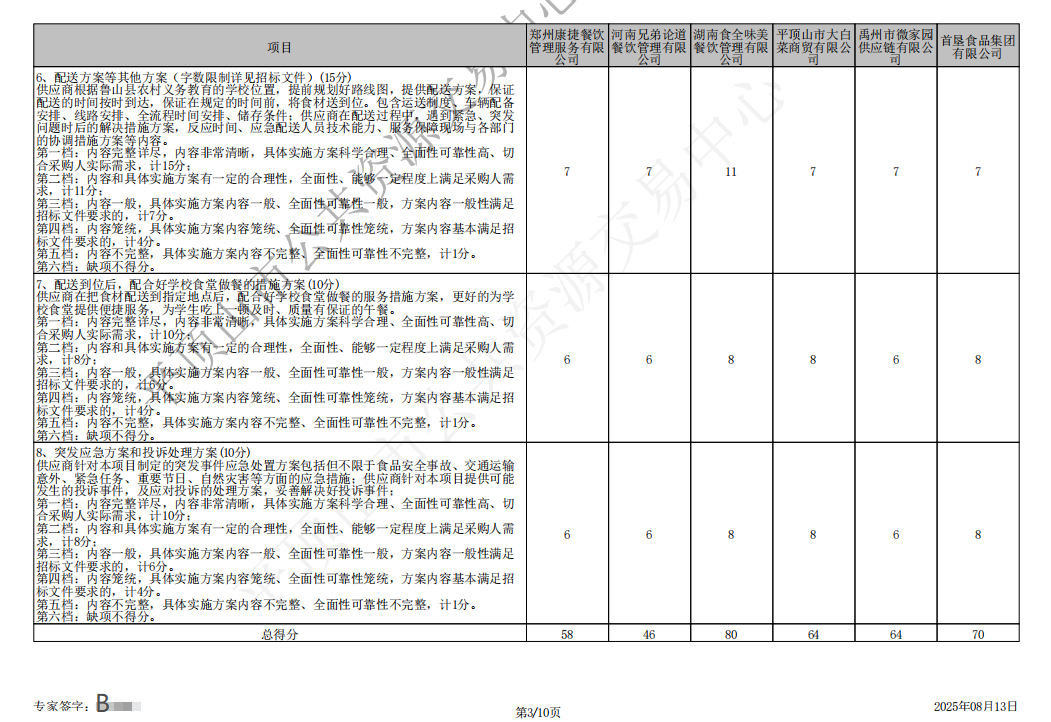 项目
郑州康捷餐饮管理服务有限公司
河南兄弟论道餐饮管理有限公司
湖南食全味美餐饮管理有限公司
平顶山市大白菜商贸有限公司
禹州市微家园供应链有限公司
首垦食品集团有限公司
6、配送方案等其他方案（字数限制详见招标文件）(15分)
供应商根据鲁山县农村义务教育的学校位置，提前规划好路线图，提供配送方案，保证
配送的时间按时到达，保证在规定的时间前，将食材送到位。包含运送制度、车辆配备
安排、线路安排、全流程时间安排、储存条件；供应商在配送过程中，遇到紧急、突发
问题时后的解决措施方案，反应时间、应急配送人员技术能力、服务保障现场与各部门
的协调措施方案等内容。
第一档：内容完整详尽，内容非常清晰，具体实施方案科学合理、全面性可靠性高、切
合采购人实际需求，计15分；
第二档：内容和具体实施方案有一定的合理性，全面性、能够一定程度上满足采购人需
求，计11分；
第三档：内容一般，具体实施方案内容一般、全面性可靠性一般，方案内容一般性满足
招标文件要求的，计7分。
第四档：内容笼统，具体实施方案内容笼统、全面性可靠性笼统，方案内容基本满足招
标文件要求的，计4分。
第五档：内容不完整，具体实施方案内容不完整、全面性可靠性不完整，计1分。
第六档：缺项不得分。
7 7 11 7 7 7
7、配送到位后，配合好学校食堂做餐的措施方案(10分)
供应商在把食材配送到指定地点后，配合好学校食堂做餐的服务措施方案，更好的为学
校食堂提供便捷服务，为学生吃上一顿及时、质量有保证的午餐。
第一档：内容完整详尽，内容非常清晰，具体实施方案科学合理、全面性可靠性高、切
合采购人实际需求，计10分；
第二档：内容和具体实施方案有一定的合理性，全面性、能够一定程度上满足采购人需
求，计8分；
第三档：内容一般，具体实施方案内容一般、全面性可靠性一般，方案内容一般性满足
招标文件要求的，计6分。
第四档：内容笼统，具体实施方案内容笼统、全面性可靠性笼统，方案内容基本满足招
标文件要求的，计4分。
第五档：内容不完整，具体实施方案内容不完整、全面性可靠性不完整，计1分。
第六档：缺项不得分。
6 6 8 8 6 8
8、突发应急方案和投诉处理方案(10分)
供应商针对本项目制定的突发事件应急处置方案包括但不限于食品安全事故、交通运输
意外、紧急任务、重要节日、自然灾害等方面的应急措施；供应商针对本项目提供可能
发生的投诉事件，及应对投诉的处理方案，妥善解决好投诉事件；
第一档：内容完整详尽，内容非常清晰，具体实施方案科学合理、全面性可靠性高、切
合采购人实际需求，计10分；
第二档：内容和具体实施方案有一定的合理性，全面性、能够一定程度上满足采购人需
求，计8分；
第三档：内容一般，具体实施方案内容一般、全面性可靠性一般，方案内容一般性满足
招标文件要求的，计6分。
第四档：内容笼统，具体实施方案内容笼统、全面性可靠性笼统，方案内容基本满足招
标文件要求的，计4分。
第五档：内容不完整，具体实施方案内容不完整、全面性可靠性不完整，计1分。
第六档：缺项不得分。
6 6 8 8 6 8
总得分 58 46 80 64 64 70
平顶山市公共资源交易中心
平顶山市公共资源交易中心
专家签字：B
第3/10页
2025年08月13日